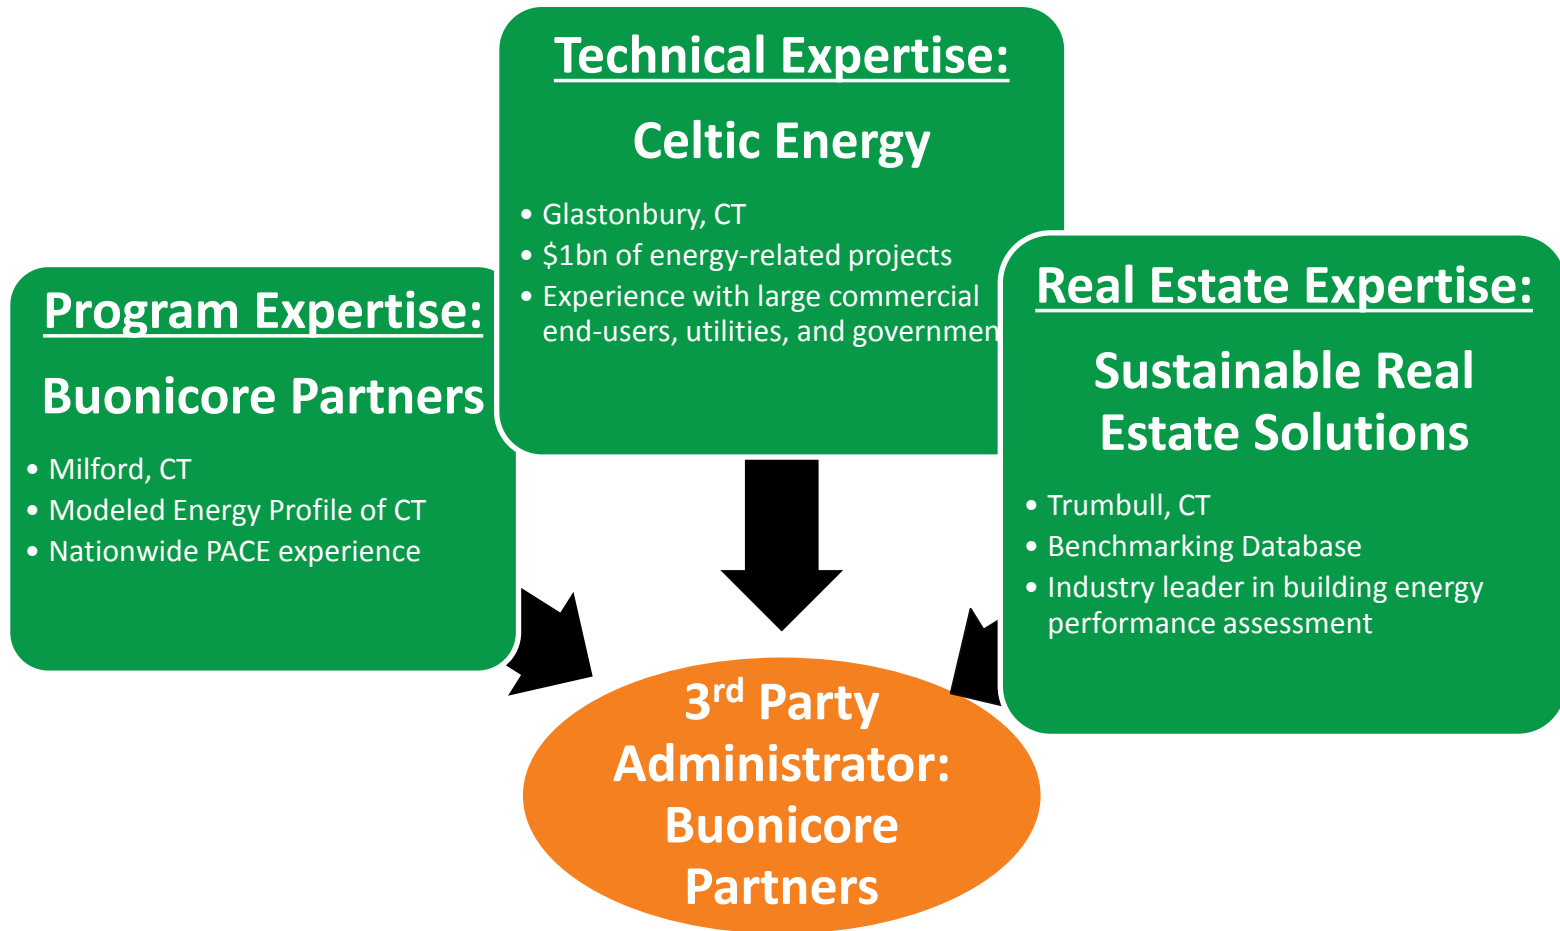 Technical Expertise:
Celtic Energy
• Glastonbury, CT
• $1bn of energy-related projects
• Experience with large commercial
end-users, utilities, and governmen
Program Expertise:
Buonicore Partners
• Milford, CT
• Modeled Energy Profile of CT
• Nationwide PACE experience
Real Estate Expertise:
Sustainable Real
Estate Solutions
• Trumbull, CT
• Benchmarking Database
• Industry leader in building energy
performance assessment
3rd Party
Administrator:
Buonicore
Partners